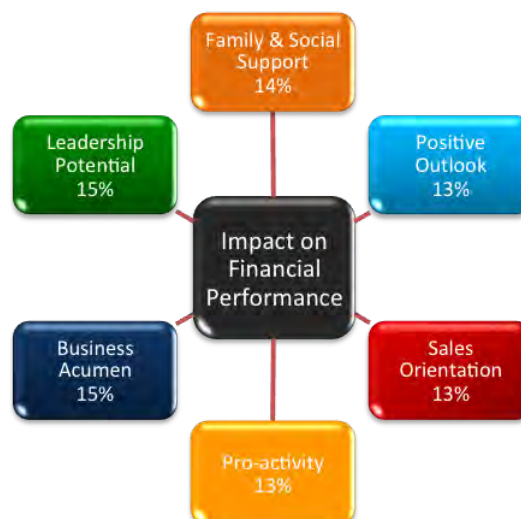 Family & Social
Support
14%
Leadership
Potential
15%
Positive
Outlook
13%
Impact on
Financial
Performance
Business
Acumen
15%
Sales
Orientation
13%
Pro-activity
13%